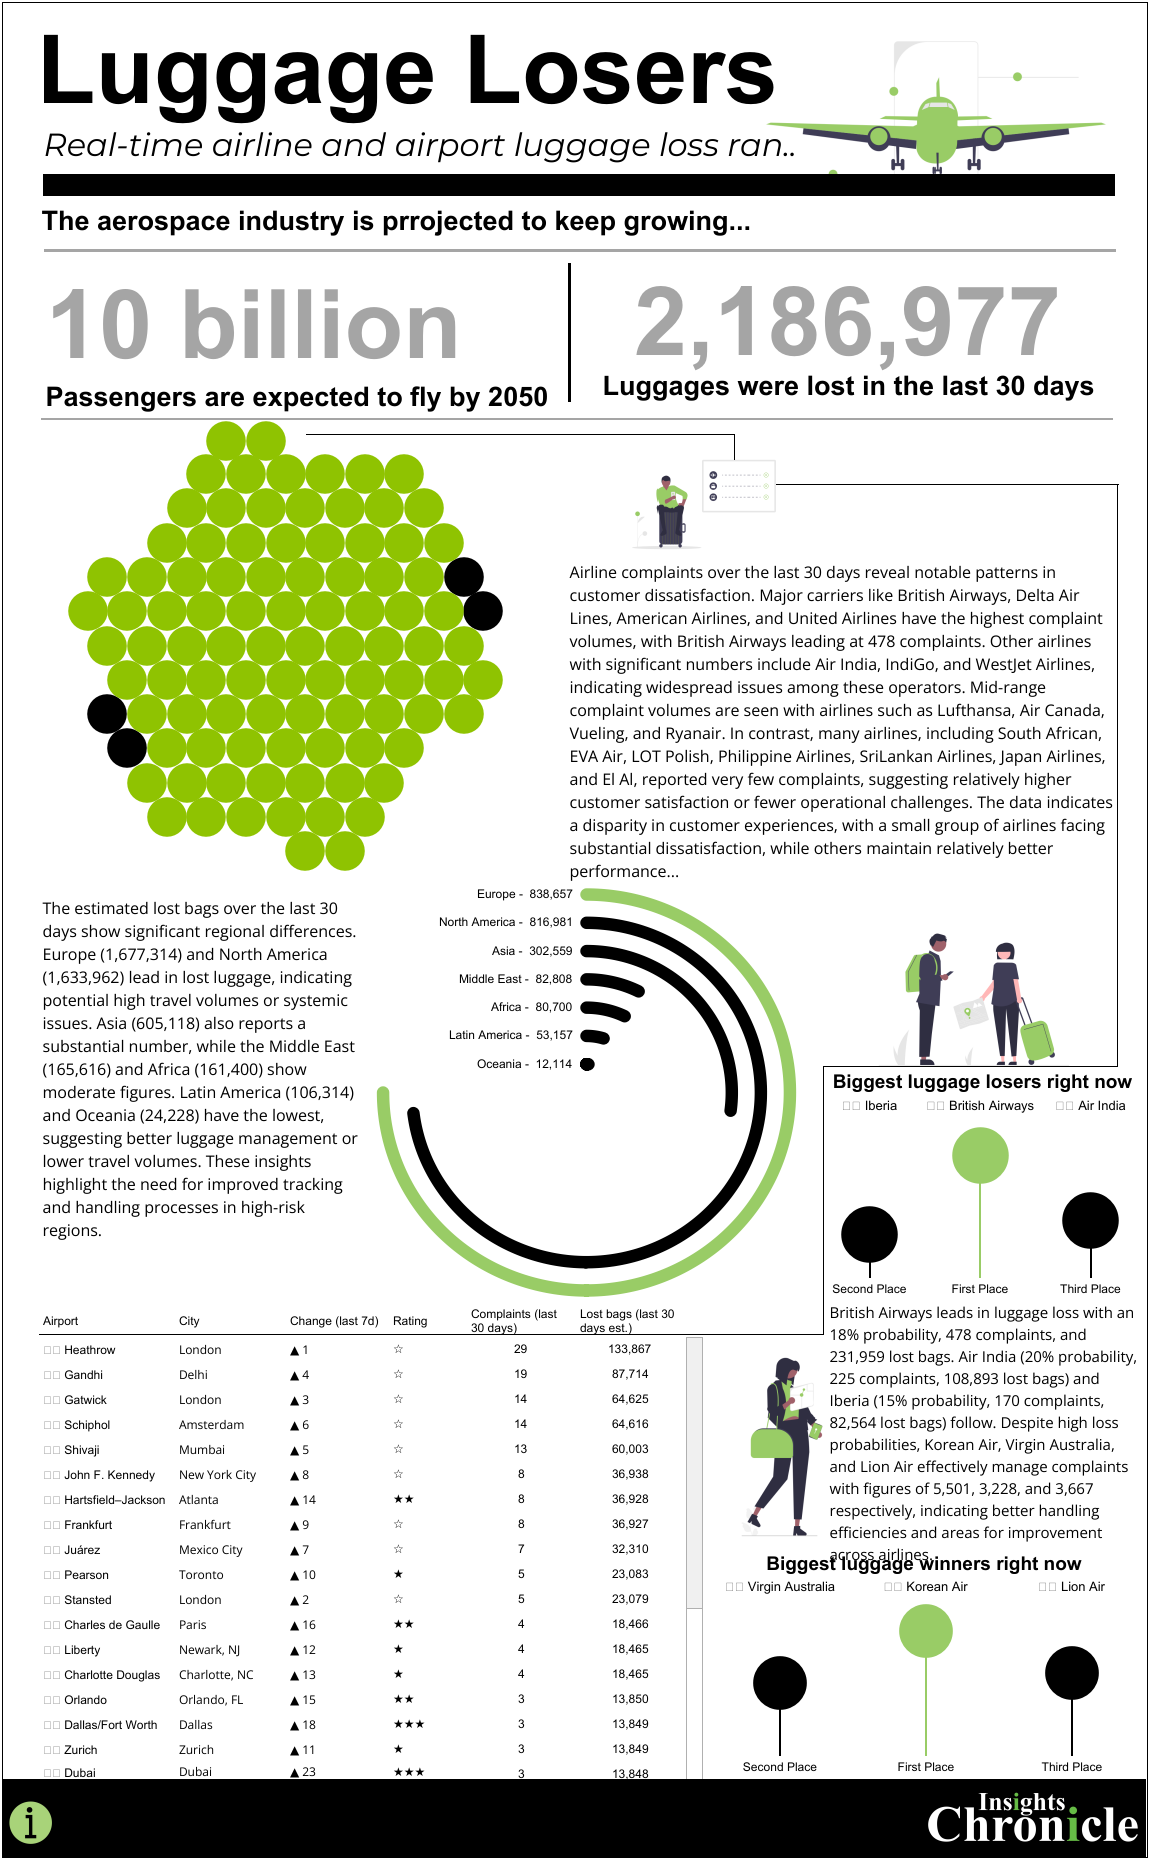 Luggage Losers
Real-time airline and airport luggage loss ran..
The aerospace industry is prrojected to keep growing...
10 billion
Passengers are expected to fly by 2050
2,186,977
Luggages were lost in the last 30 days
Airline complaints over the last 30 days reveal notable patterns in
customer dissatisfaction. Major carriers like British Airways, Delta Air
Lines, American Airlines, and United Airlines have the highest complaint
volumes, with British Airways leading at 478 complaints. Other airlines
with significant numbers include Air India, IndiGo, and WestJet Airlines,
indicating widespread issues among these operators. Mid-range
complaint volumes are seen with airlines such as Lufthansa, Air Canada,
Vueling, and Ryanair. In contrast, many airlines, including South African,
EVA Air, LOT Polish, Philippine Airlines, SriLankan Airlines, Japan Airlines,
and El Al, reported very few complaints, suggesting relatively higher
customer satisfaction or fewer operational challenges. The data indicates
a disparity in customer experiences, with a small group of airlines facing
substantial dissatisfaction, while others maintain relatively better
performance...
The estimated lost bags over the last 30
days show significant regional differences.
Europe (1,677,314) and North America
(1,633,962) lead in lost luggage, indicating
potential high travel volumes or systemic
issues. Asia (605,118) also reports a
substantial number, while the Middle East
(165,616) and Africa (161,400) show
moderate figures. Latin America (106,314)
and Oceania (24,228) have the lowest,
suggesting better luggage management or
lower travel volumes. These insights
highlight the need for improved tracking
and handling processes in high-risk
regions.
Europe - 838,657
North America - 816,981
Asia - 302,559
Middle East - 82,808
Africa - 80,700
Latin America - 53,157
Oceania - 12,114
Biggest luggage losers right now
Iberia British Airways Air India
Second Place First Place Third Place
British Airways leads in luggage loss with an
18% probability, 478 complaints, and
231,959 lost bags. Air India (20% probability,
225 complaints, 108,893 lost bags) and
Iberia (15% probability, 170 complaints,
82,564 lost bags) follow. Despite high loss
probabilities, Korean Air, Virgin Australia,
and Lion Air effectively manage complaints
with figures of 5,501, 3,228, and 3,667
respectively, indicating better handling
efficiencies and areas for improvement
across airlines.
Biggest luggage winners right now
Virgin Australia Korean Air Lion Air
Second Place First Place Third Place
Airport City Change (last 7d) Rating Complaints (last 30 days) Lost bags (last 30 days est.)
Heathrow London ▲ 1 ☆ 29 133,867
Gandhi Delhi ▲ 4 ☆ 19 87,714
Gatwick London ▲ 3 ☆ 14 64,625
Schiphol Amsterdam ▲ 6 ☆ 14 64,616
Shivaji Mumbai ▲ 5 ☆ 13 60,003
John F. Kennedy New York City ▲ 8 ☆ 8 36,938
Hartsfield–Jackson Atlanta ▲ 14 ★★ 8 36,928
Frankfurt Frankfurt ▲ 9 ☆ 8 36,927
Juárez Mexico City ▲ 7 ☆ 7 32,310
Pearson Toronto ▲ 10 ★ 5 23,083
Stansted London ▲ 2 ☆ 5 23,079
Charles de Gaulle Paris ▲ 16 ★★ 4 18,466
Liberty Newark, NJ ▲ 12 ★ 4 18,465
Charlotte Douglas Charlotte, NC ▲ 13 ★ 4 18,465
Orlando Orlando, FL ▲ 15 ★★ 3 13,850
Dallas/Fort Worth Dallas ▲ 18 ★★★ 3 13,849
Zurich Zurich ▲ 11 ★ 3 13,849
Dubai Dubai ▲ 23 ★★★ 3 13,848
i
Insights
Chronicle